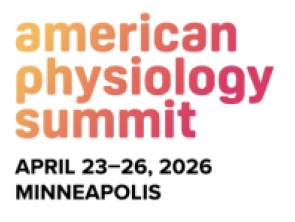 american
physiology
summit
APRIL 23–26, 2026
MINNEAPOLIS